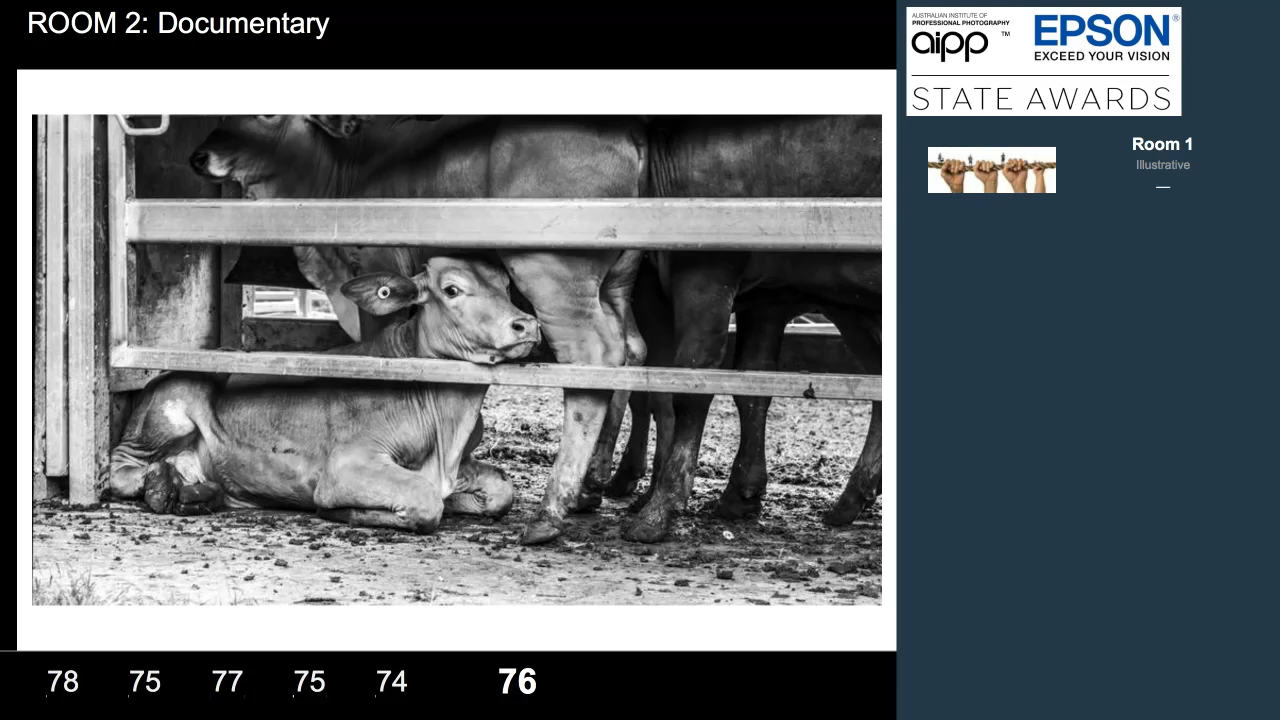 ROOM 2: Documentary
AUSTRALIAN INSTITUTE OF
PROFESSIONAL PHOTOGRAPHY
aipp TM
EPSON®
EXCEED YOUR VISION
STATE AWARDS
Room 1
Illustrative
—
78 75 77 75 74 76